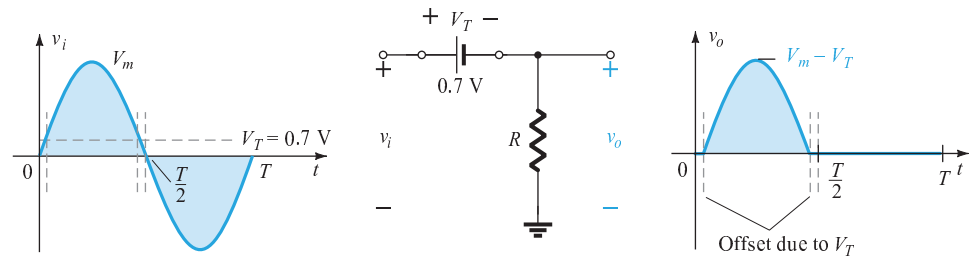 v_i
V_m
V_T = 0.7 V
0
T/2
T
t
+ V_T −
0.7 V
+
+
v_i
R
v_o
−
−
v_o
V_m − V_T
0
T/2
T
t
Offset due to V_T